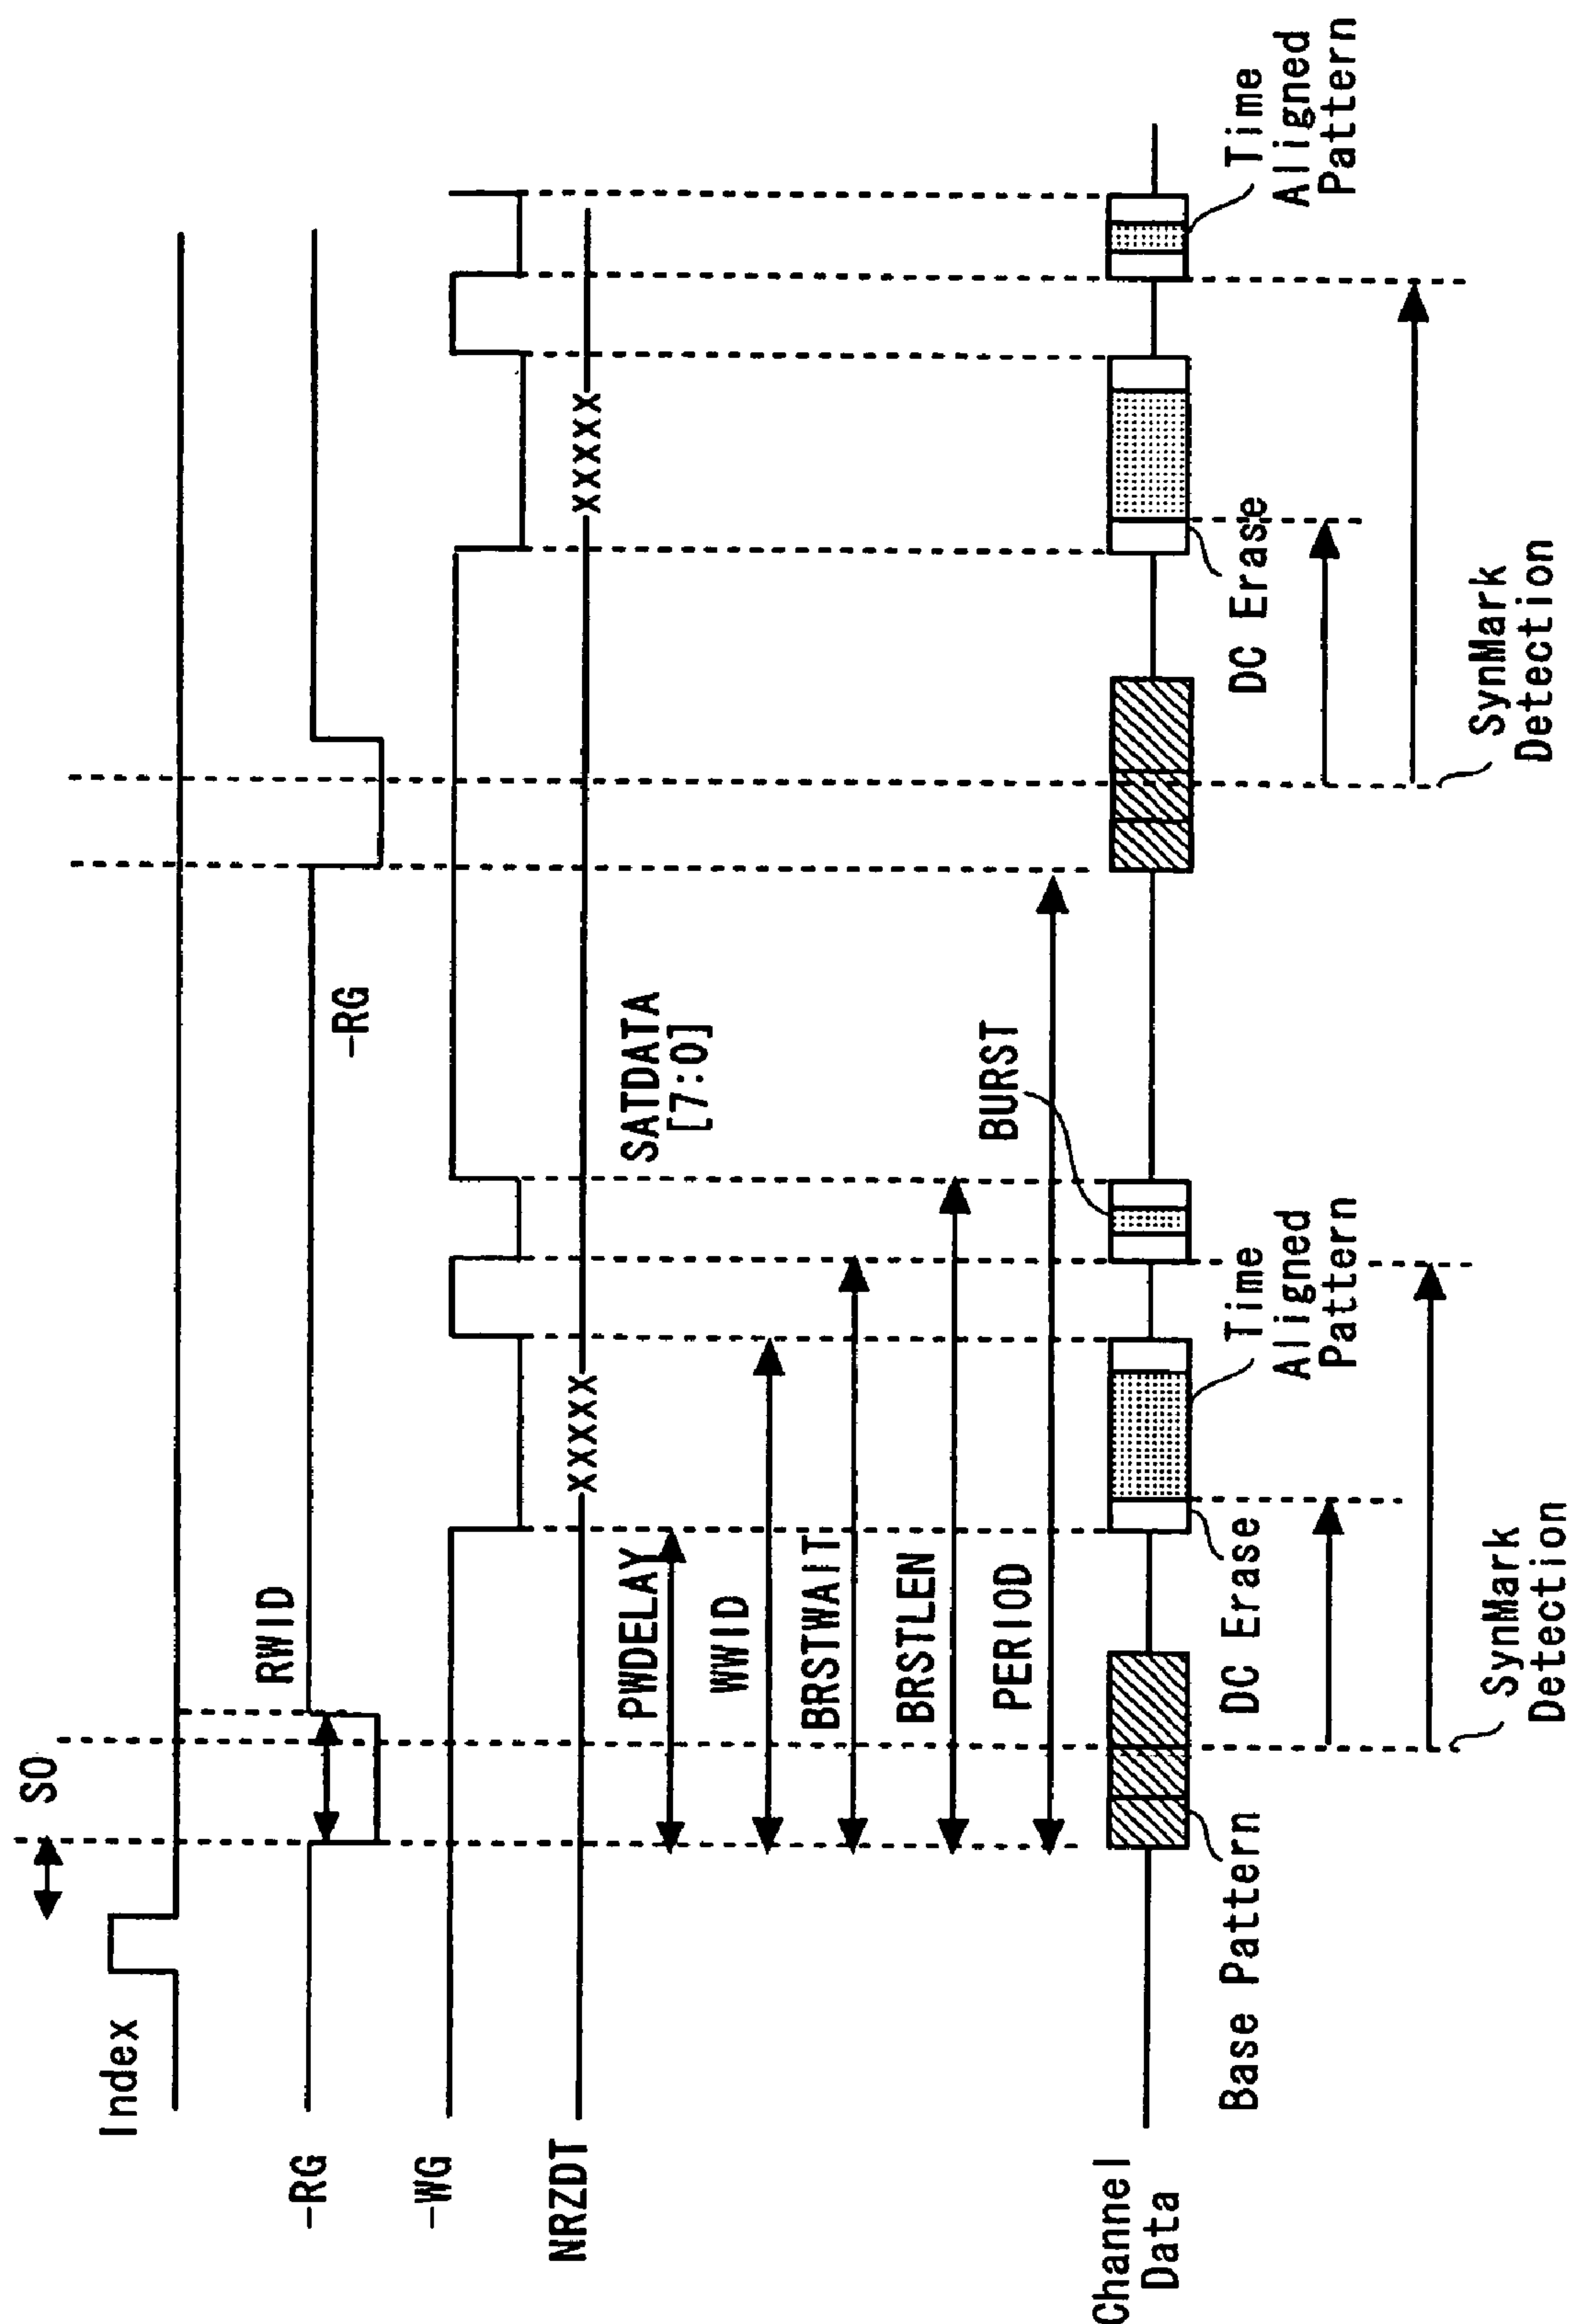 SO
Index
RWID
-RG
-RG
-WG
NRZDT
xxxxx
xxxxx
SATDATA
[7:0]
PWDELAY
WWID
BRSTWAIT
BRSTLEN
PERIOD
BURST
Channel
Data
Base Pattern
DC Erase
Time
Aligned
Pattern
DC Erase
Time
Aligned
Pattern
SynMark
Detection
SynMark
Detection